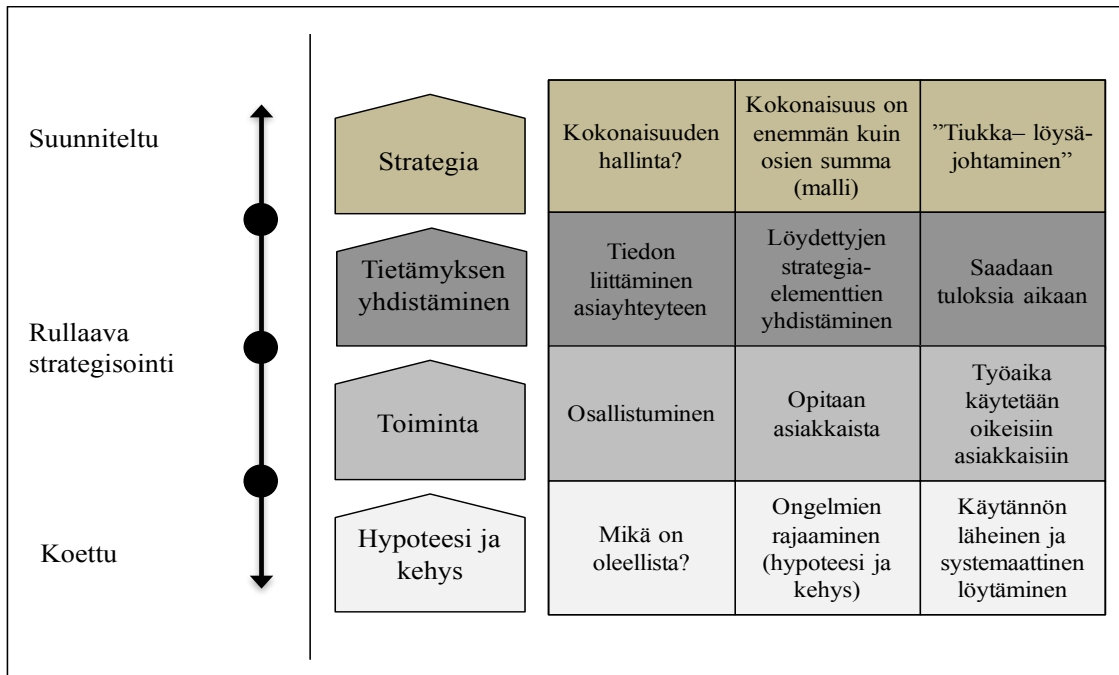 Suunniteltu
Rullaava
strategisointi
Koettu
Strategia
Kokonaisuuden
hallinta?
Kokonaisuus on
enemmän kuin
osien summa
(malli)
”Tiukka– löysä-
johtaminen”
Tietämyksen
yhdistäminen
Tiedon
liittäminen
asiayhteyteen
Löydettyjen
strategia-
elementtien
yhdistäminen
Saadaan
tuloksia aikaan
Toiminta
Osallistuminen
Opitaan
asiakkaista
Työaika
käytetään
oikeisiin
asiakkaisiin
Hypoteesi ja
kehys
Mikä on
oleellista?
Ongelmien
rajaaminen
(hypoteesi ja
kehys)
Käytännön
läheinen ja
systemaattinen
löytäminen